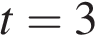 t = 3